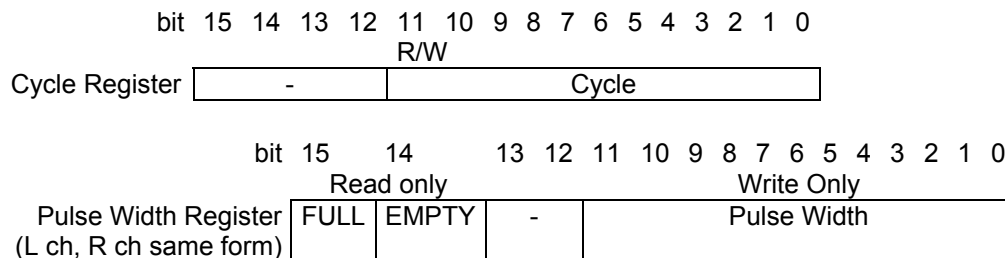 bit 15 14 13 12 11 10 9 8 7 6 5 4 3 2 1 0
R/W
Cycle Register - Cycle
bit 15 14 13 12 11 10 9 8 7 6 5 4 3 2 1 0
Read only Write Only
Pulse Width Register FULL EMPTY - Pulse Width
(L ch, R ch same form)